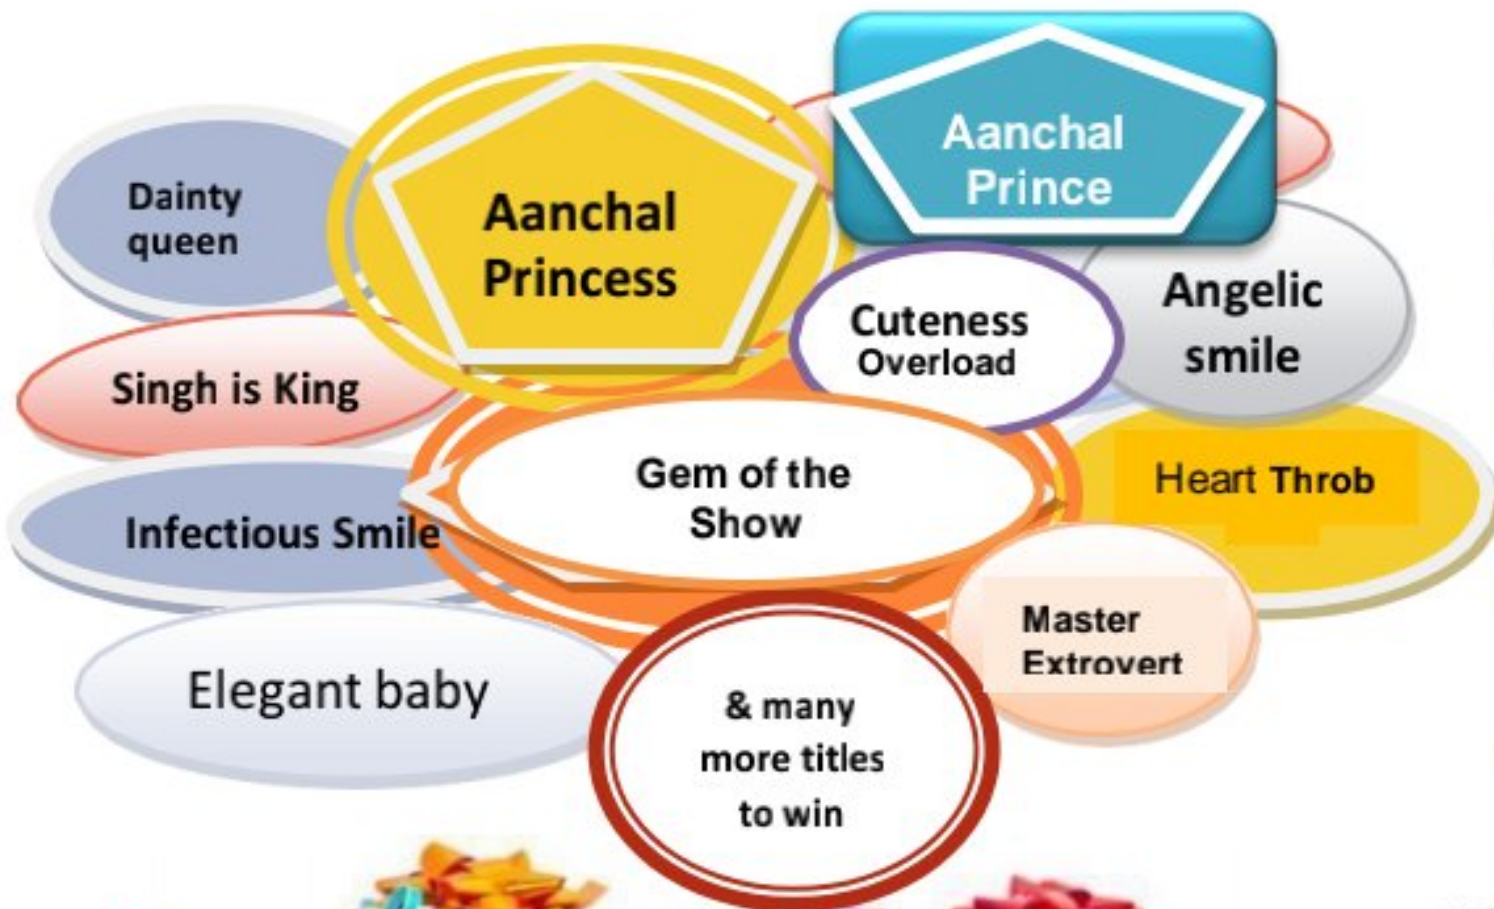 Aanchal
Prince
Aanchal
Princess
Dainty
queen
Angelic
smile
Cuteness
Overload
Singh is King
Gem of the
Show
Heart Throb
Infectious Smile
Master
Extrovert
Elegant baby
& many
more titles
to win